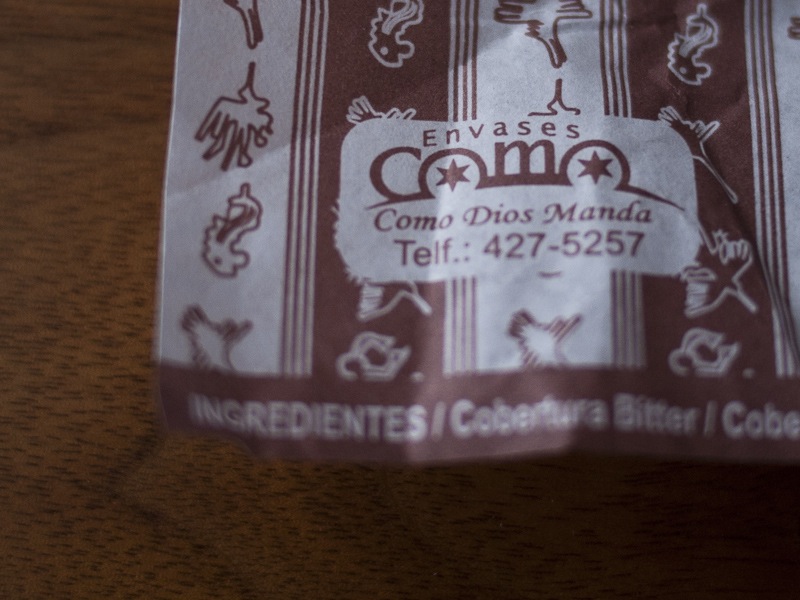 Envases
Como
Como Dios Manda
Telf.: 427-5257
INGREDIENTES / Cobertura Bitter / Cobe